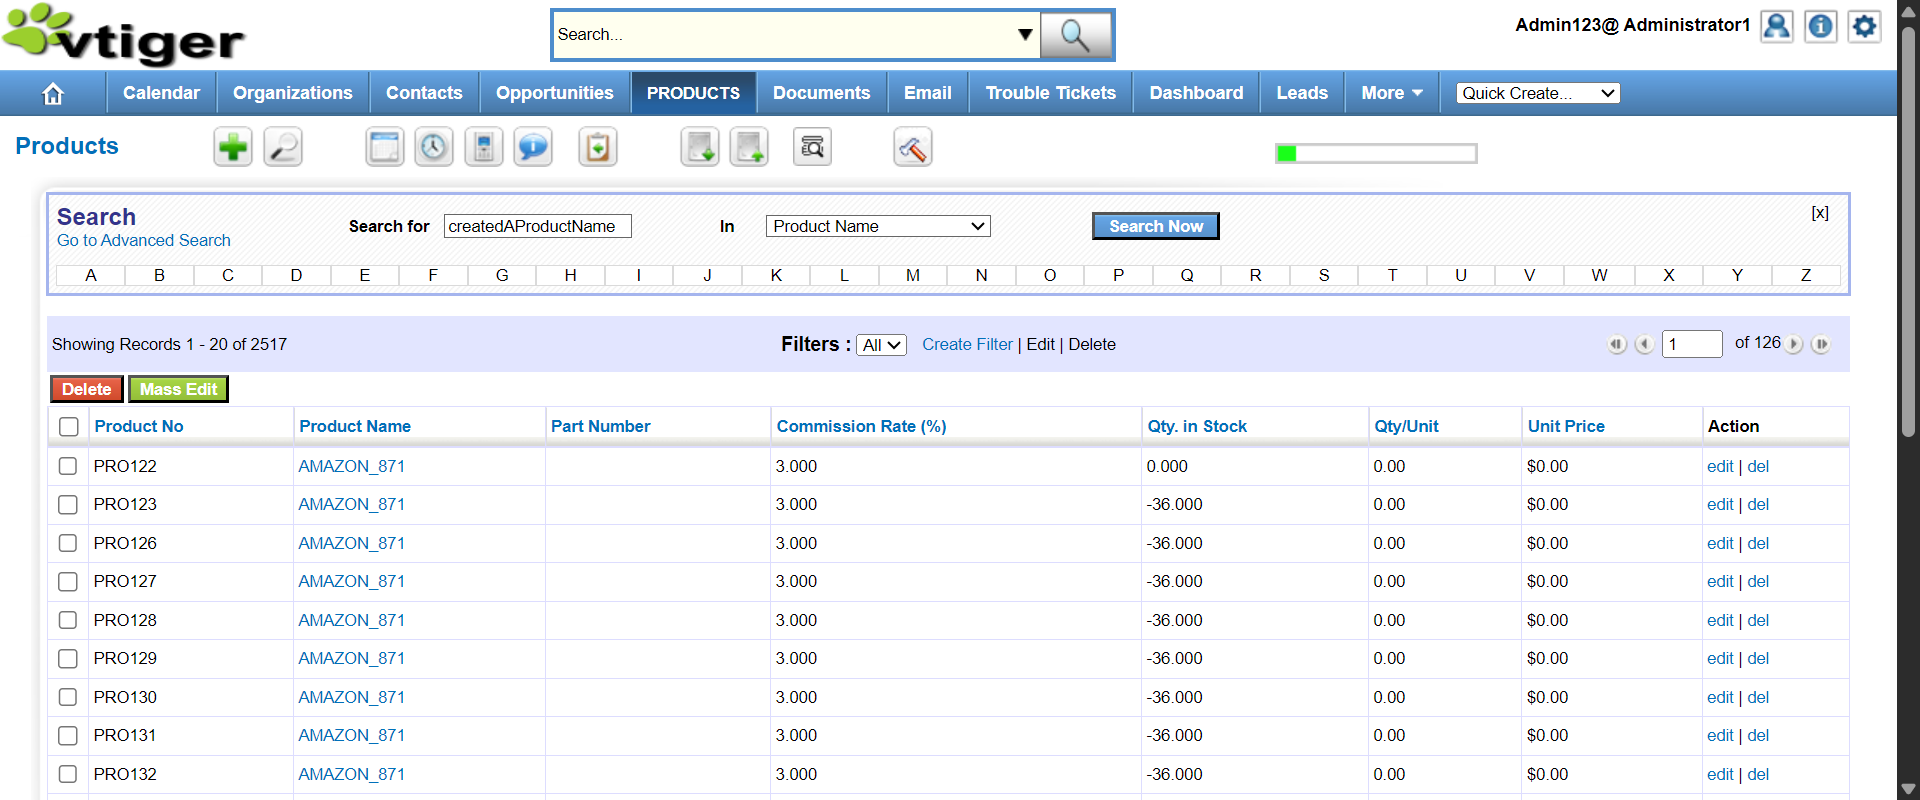 vtiger
Search...
Admin123@ Administrator1
Calendar
Organizations
Contacts
Opportunities
PRODUCTS
Documents
Email
Trouble Tickets
Dashboard
Leads
More
Quick Create...
Products
Search
Go to Advanced Search
Search for
createdAProductName
In
Product Name
Search Now
[x]
A B C D E F G H I J K L M N O P Q R S T U V W X Y Z
Showing Records 1 - 20 of 2517
Filters :
All
Create Filter | Edit | Delete
1
of 126
Delete
Mass Edit
Product No Product Name Part Number Commission Rate (%) Qty. in Stock Qty/Unit Unit Price Action
PRO122 AMAZON_871 3.000 0.000 0.00 $0.00 edit | del
PRO123 AMAZON_871 3.000 -36.000 0.00 $0.00 edit | del
PRO126 AMAZON_871 3.000 -36.000 0.00 $0.00 edit | del
PRO127 AMAZON_871 3.000 -36.000 0.00 $0.00 edit | del
PRO128 AMAZON_871 3.000 -36.000 0.00 $0.00 edit | del
PRO129 AMAZON_871 3.000 -36.000 0.00 $0.00 edit | del
PRO130 AMAZON_871 3.000 -36.000 0.00 $0.00 edit | del
PRO131 AMAZON_871 3.000 -36.000 0.00 $0.00 edit | del
PRO132 AMAZON_871 3.000 -36.000 0.00 $0.00 edit | del